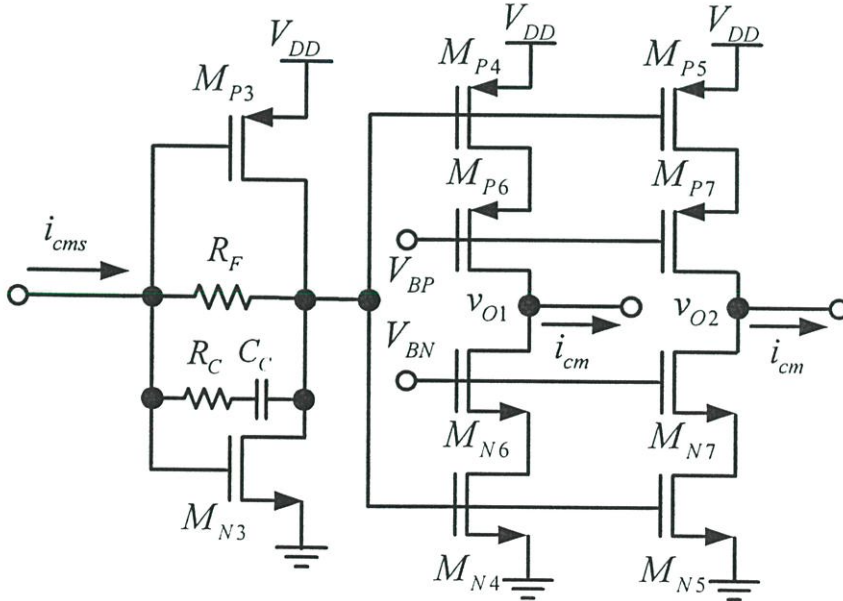 V_DD
V_DD
V_DD
M_P3
M_P4
M_P5
M_P6
M_P7
i_cms
R_F
V_BP
v_O1
v_O2
i_cm
i_cm
R_C
C_C
V_BN
M_N6
M_N7
M_N3
M_N4
M_N5